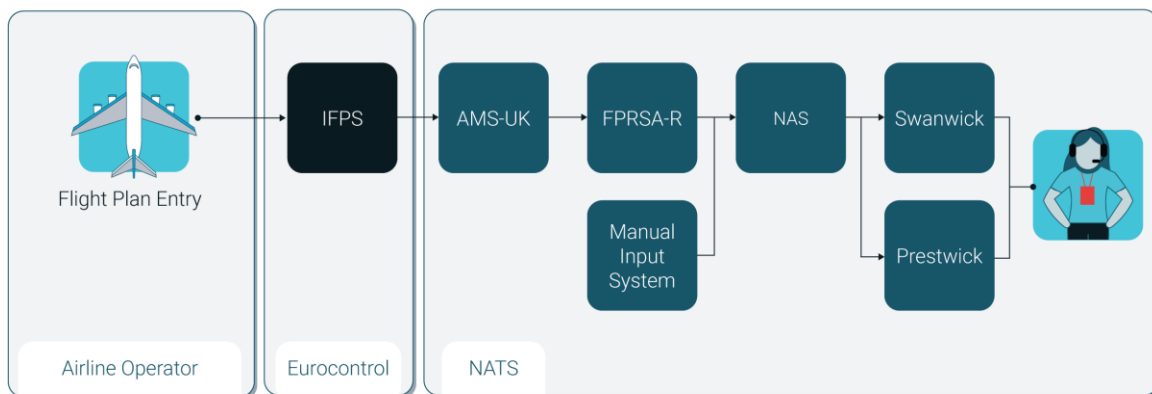 Flight Plan Entry
IFPS
AMS-UK
FPRSA-R
NAS
Swanwick
Manual
Input
System
Prestwick
Airline Operator
Eurocontrol
NATS